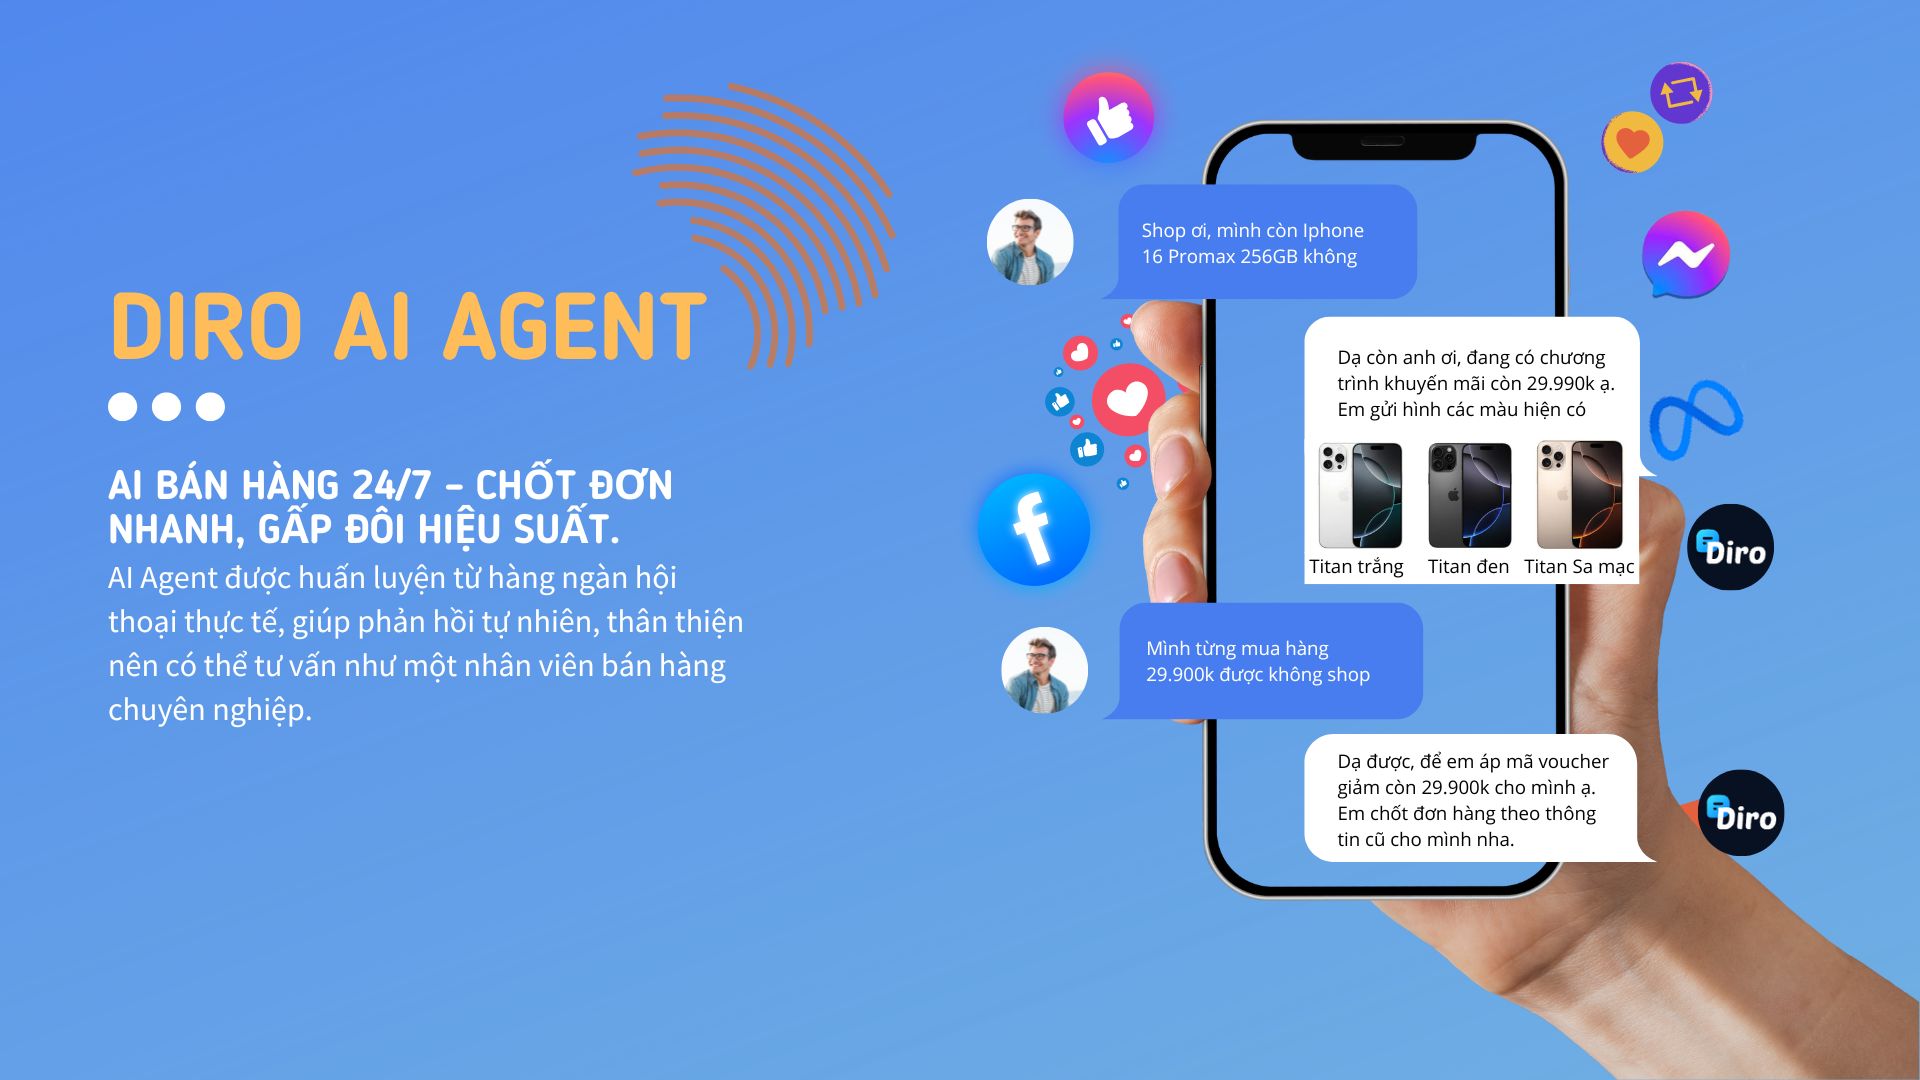 DIRO AI AGENT
AI BÁN HÀNG 24/7 – CHỐT ĐƠN
NHANH, GẤP ĐÔI HIỆU SUẤT.
AI Agent được huấn luyện từ hàng ngàn hội
thoại thực tế, giúp phản hồi tự nhiên, thân thiện
nên có thể tư vấn như một nhân viên bán hàng
chuyên nghiệp.
Shop ơi, mình còn Iphone
16 Promax 256GB không
Dạ còn anh ơi, đang có chương
trình khuyến mãi còn 29.990k ạ.
Em gửi hình các màu hiện có
Titan trắng
Titan đen
Titan Sa mạc
Diro
Mình từng mua hàng
29.900k được không shop
Dạ được, để em áp mã voucher
giảm còn 29.900k cho mình ạ.
Em chốt đơn hàng theo thông
tin cũ cho mình nha.
Diro